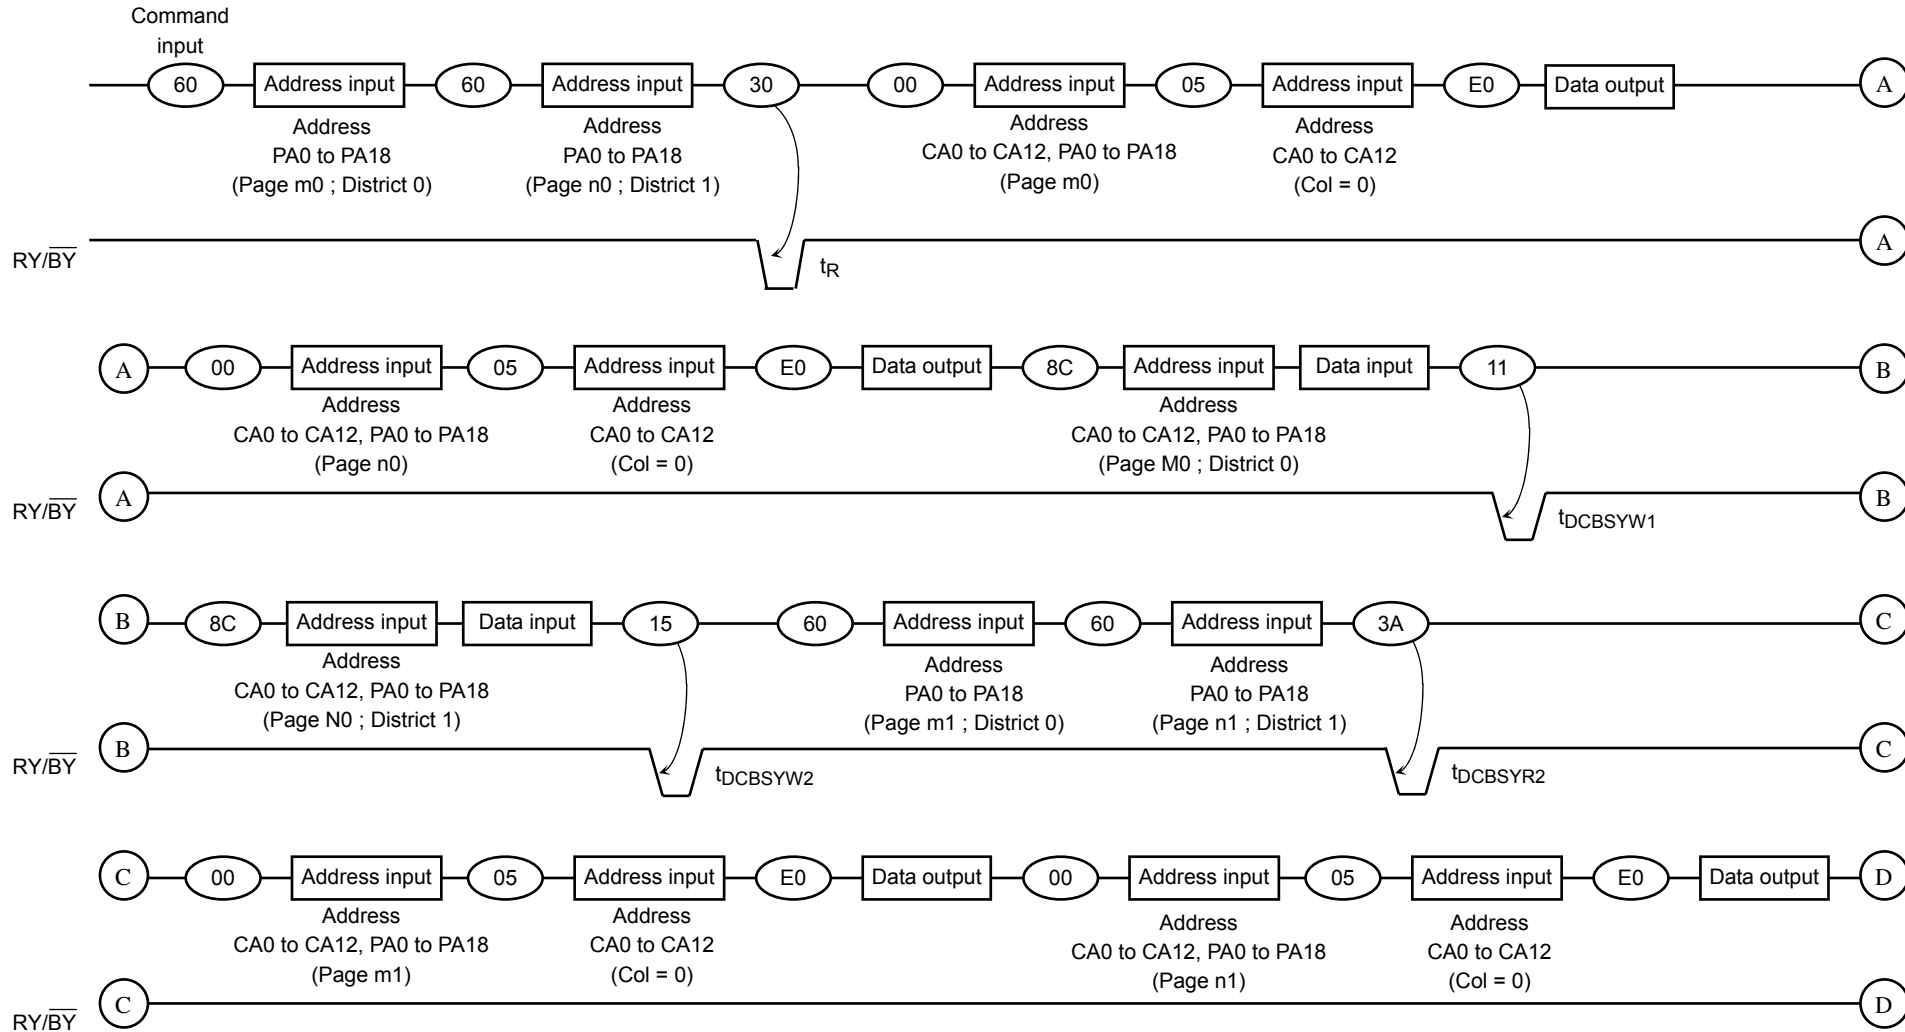 Command
input
60 Address input 60 Address input 30 00 Address input 05 Address input E0 Data output A
Address
PA0 to PA18
(Page m0 ; District 0)
Address
PA0 to PA18
(Page n0 ; District 1)
Address
CA0 to CA12, PA0 to PA18
(Page m0)
Address
CA0 to CA12
(Col = 0)
RY/B̅Y̅ tR A
A 00 Address input 05 Address input E0 Data output 8C Address input Data input 11 B
Address
CA0 to CA12, PA0 to PA18
(Page n0)
Address
CA0 to CA12
(Col = 0)
Address
CA0 to CA12, PA0 to PA18
(Page M0 ; District 0)
RY/B̅Y̅ A tDCBSYW1 B
B 8C Address input Data input 15 60 Address input 60 Address input 3A C
Address
CA0 to CA12, PA0 to PA18
(Page N0 ; District 1)
Address
PA0 to PA18
(Page m1 ; District 0)
Address
PA0 to PA18
(Page n1 ; District 1)
RY/B̅Y̅ B tDCBSYW2 tDCBSYR2 C
C 00 Address input 05 Address input E0 Data output 00 Address input 05 Address input E0 Data output D
Address
CA0 to CA12, PA0 to PA18
(Page m1)
Address
CA0 to CA12
(Col = 0)
Address
CA0 to CA12, PA0 to PA18
(Page n1)
Address
CA0 to CA12
(Col = 0)
RY/B̅Y̅ C D